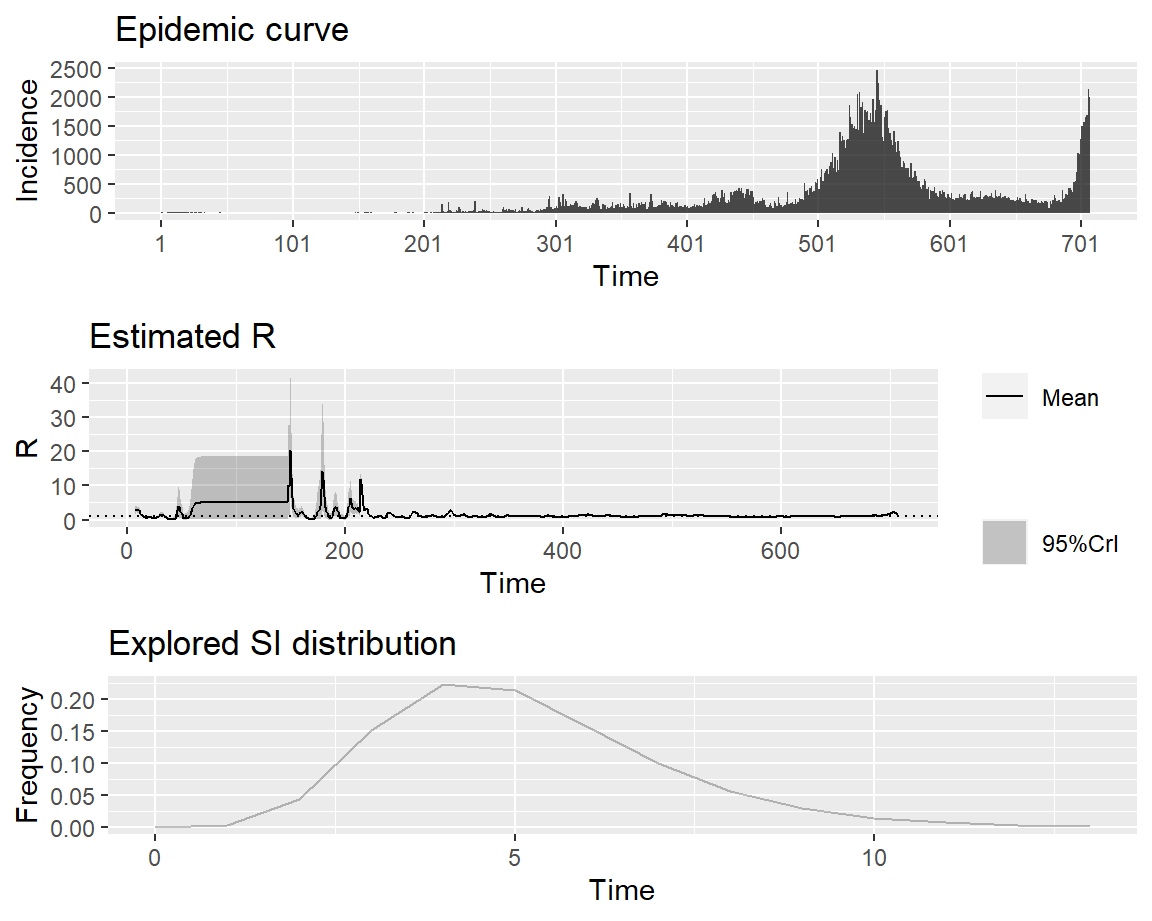 Epidemic curve
Incidence
2500
2000
1500
1000
500
0
1 101 201 301 401 501 601 701
Time
Estimated R
R
40
30
20
10
0
0 200 400 600
Time
Mean
95%CrI
Explored SI distribution
Frequency
0.20
0.15
0.10
0.05
0.00
0 5 10
Time